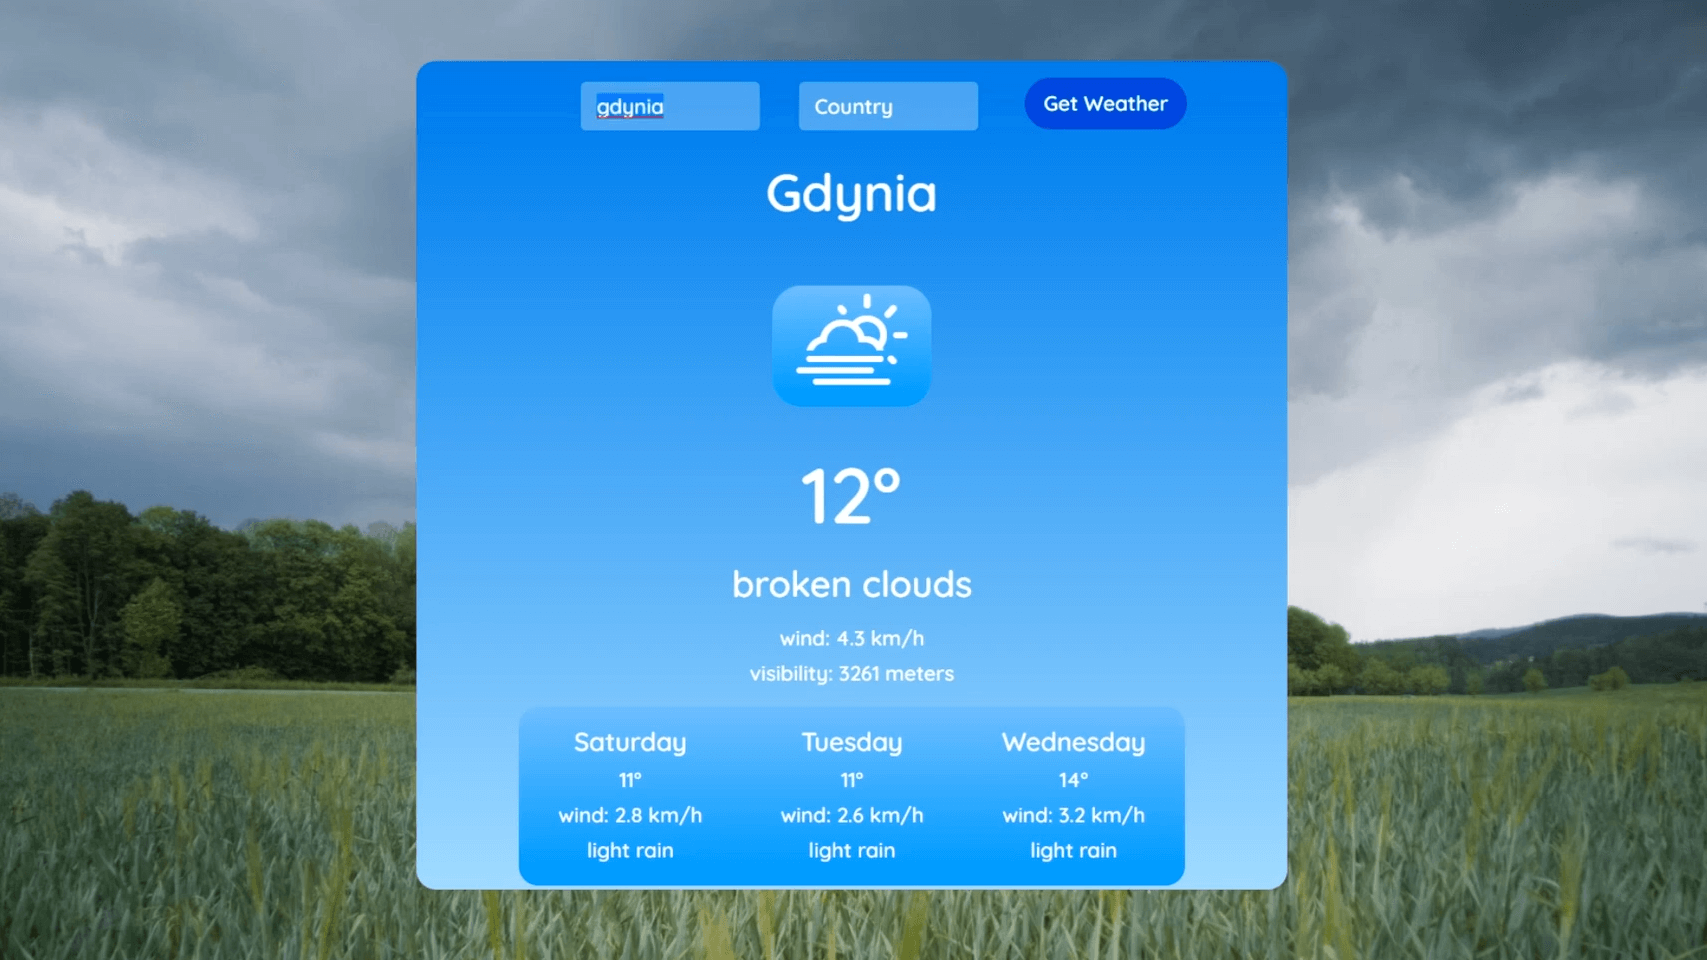 gdynia
Country
Get Weather
Gdynia
12°
broken clouds
wind: 4.3 km/h
visibility: 3261 meters
Saturday
11°
wind: 2.8 km/h
light rain
Tuesday
11°
wind: 2.6 km/h
light rain
Wednesday
14°
wind: 3.2 km/h
light rain